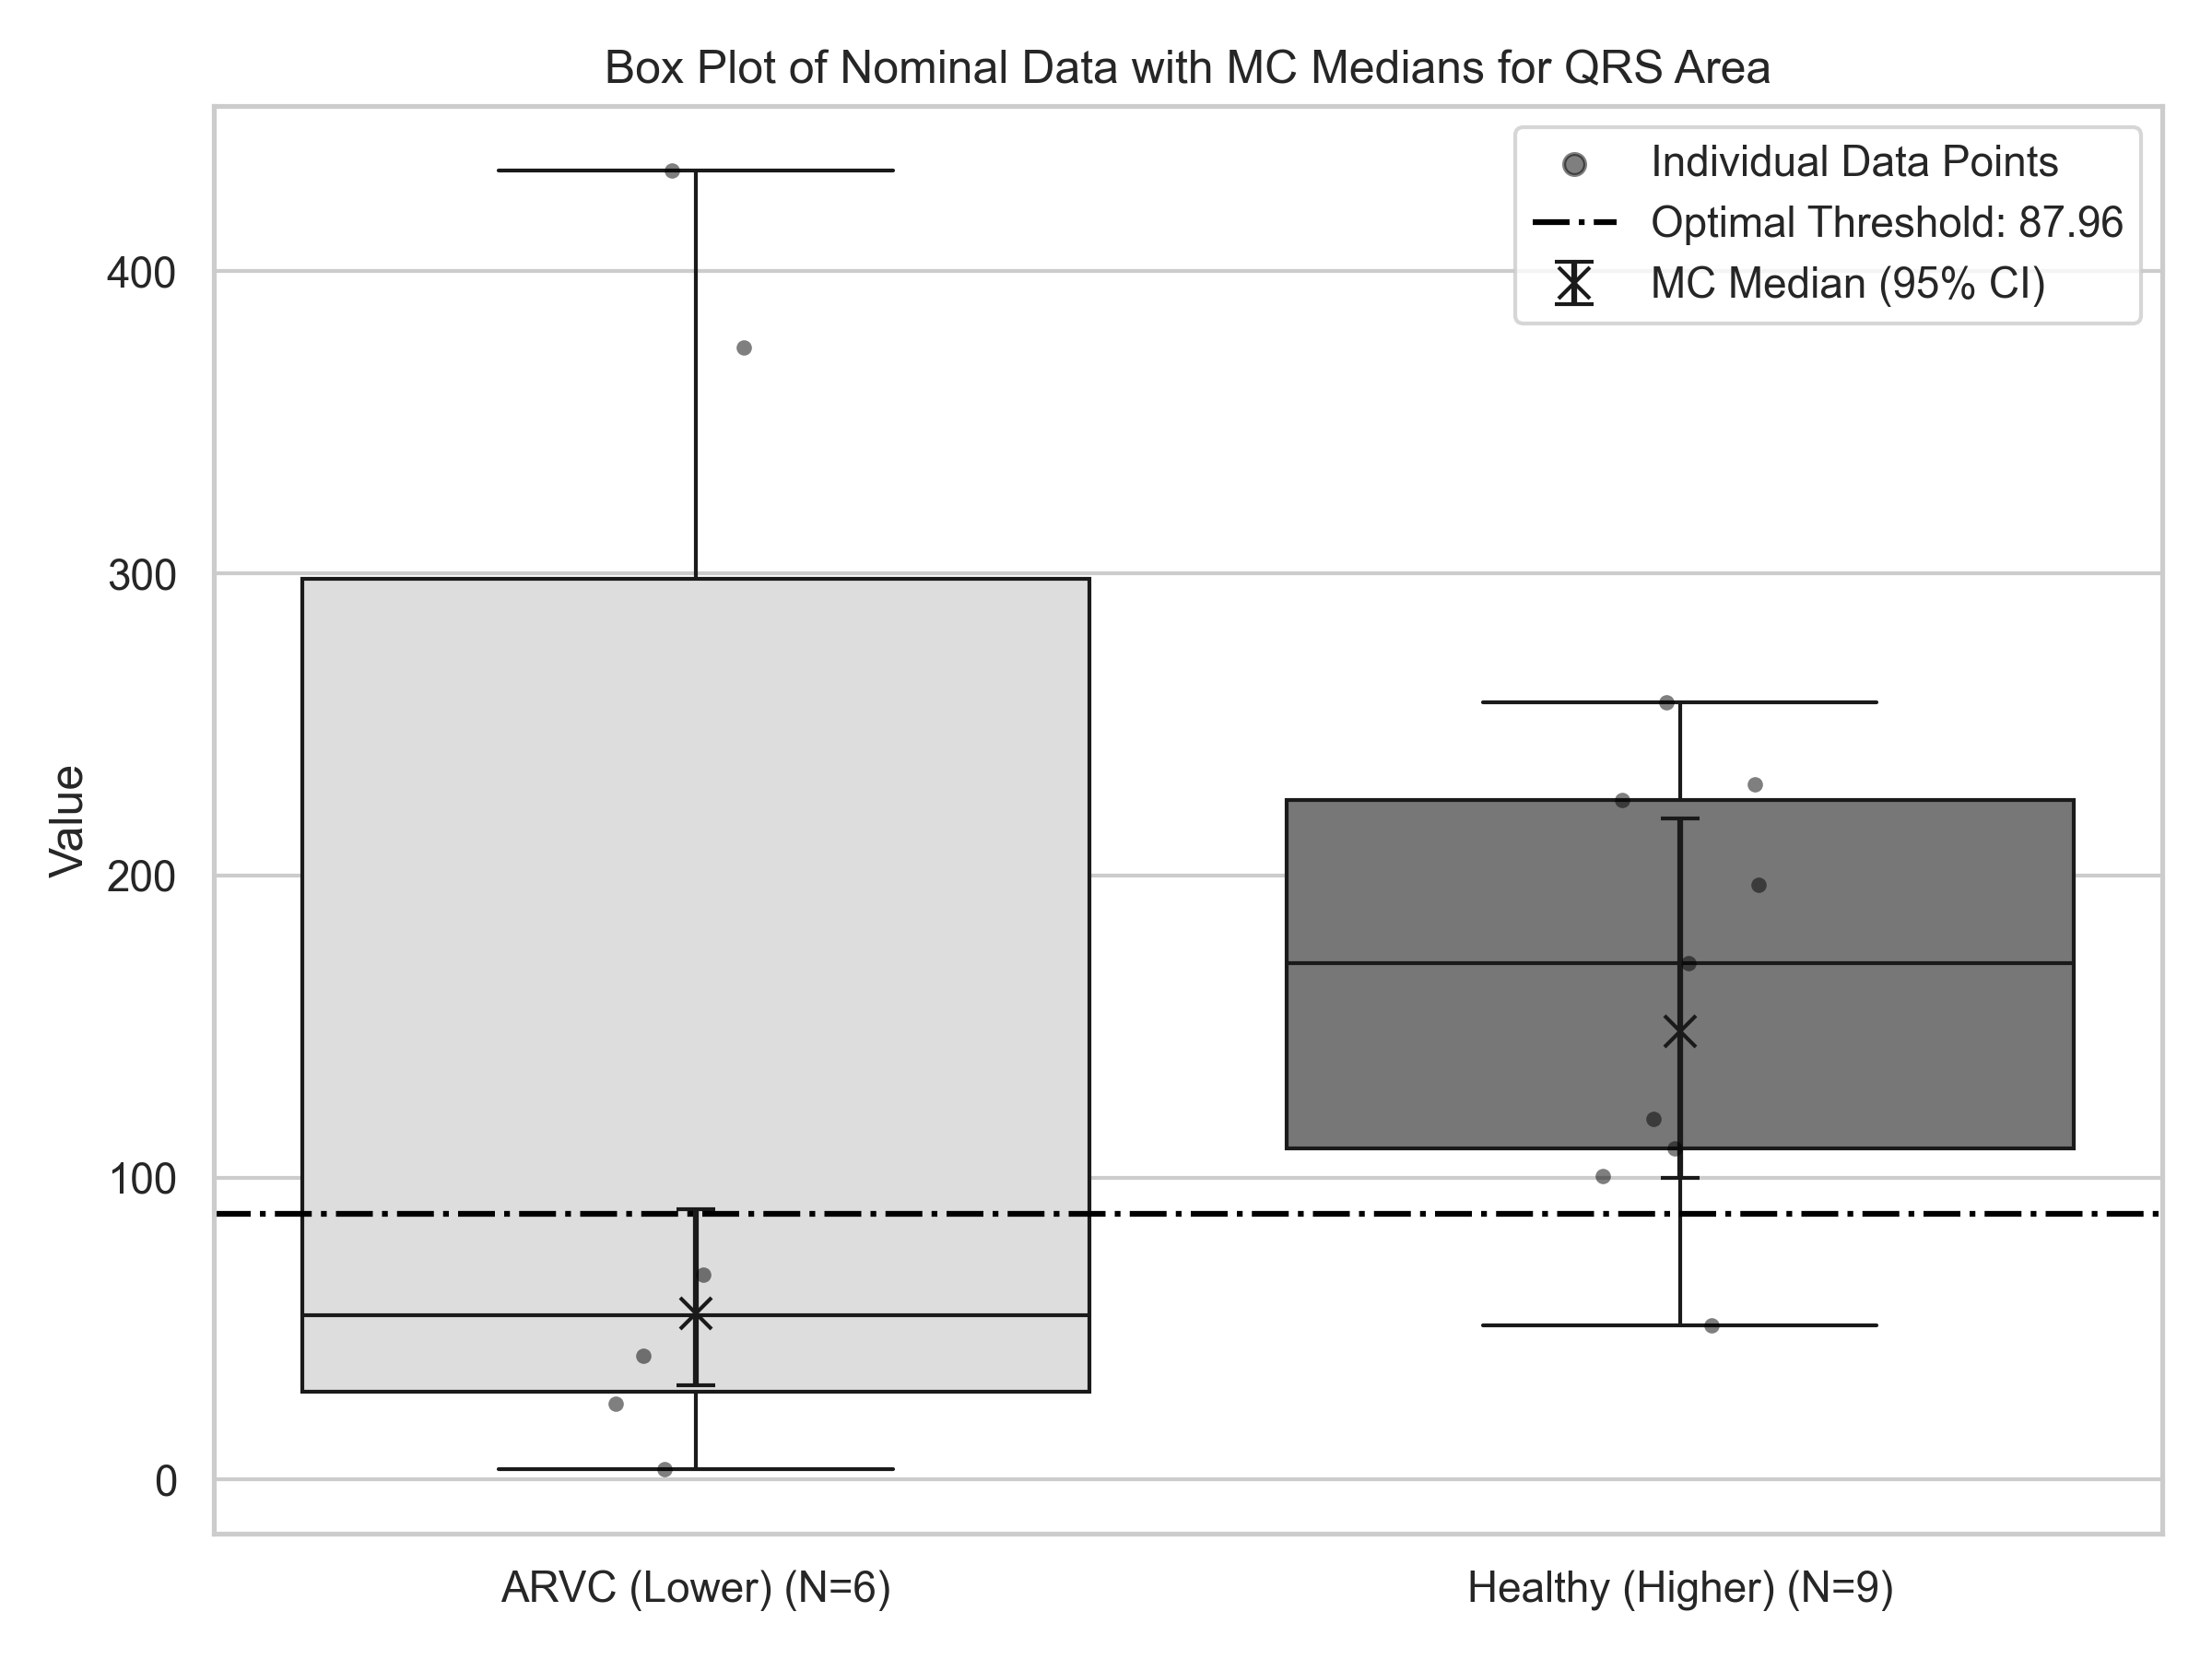 Box Plot of Nominal Data with MC Medians for QRS Area
Individual Data Points
Optimal Threshold: 87.96
MC Median (95% CI)
Value
400
300
200
100
0
ARVC (Lower) (N=6)
Healthy (Higher) (N=9)